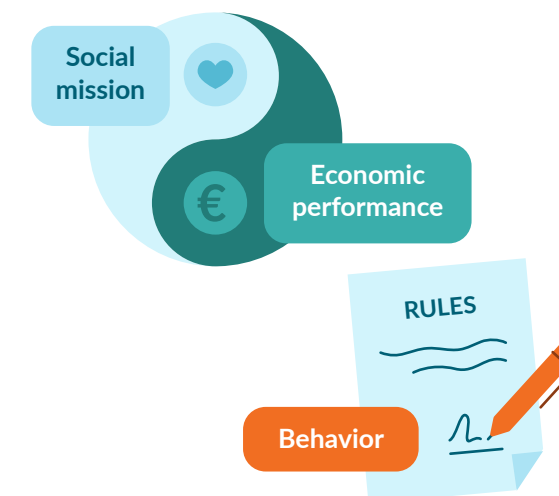 Social
mission
€
Economic
performance
RULES
Behavior